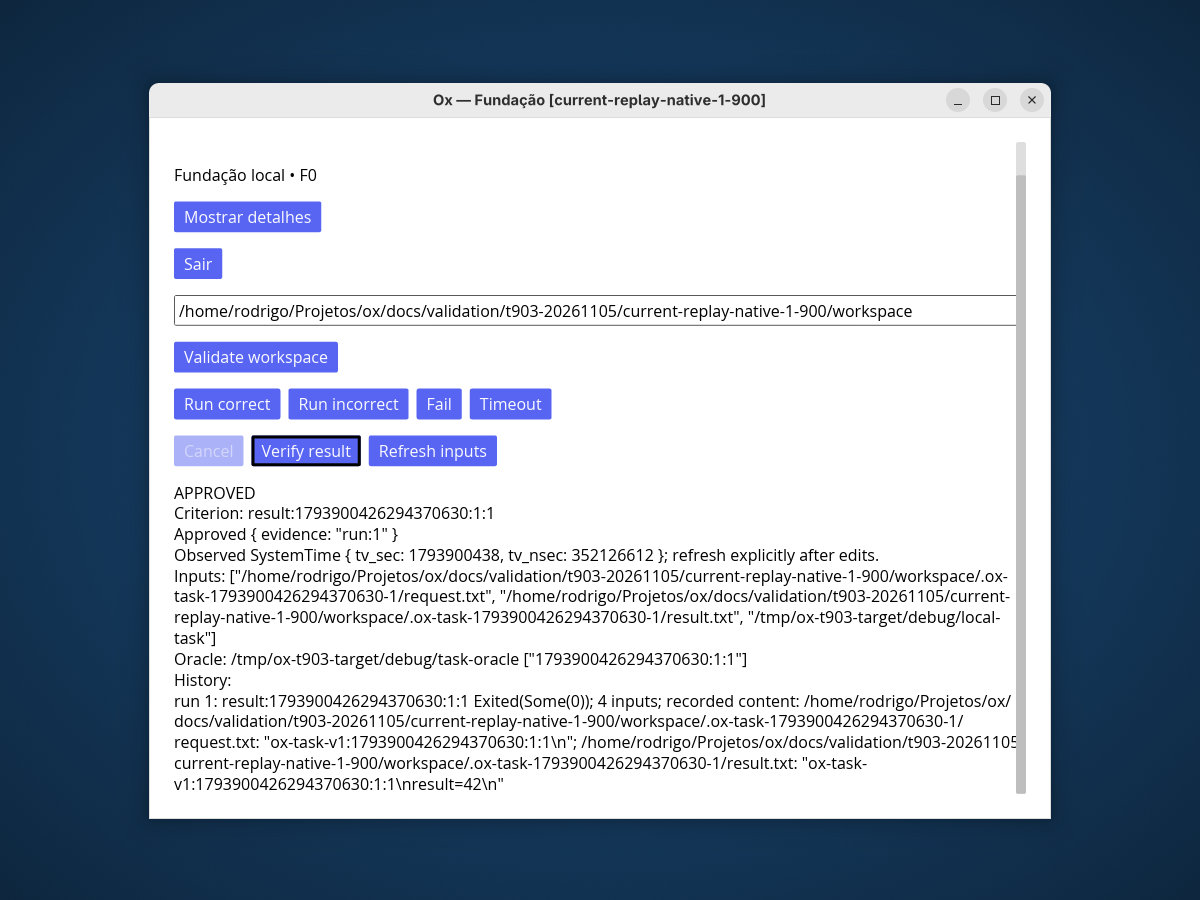 Ox — Fundação [current-replay-native-1-900]
Fundação local • F0
Mostrar detalhes
Sair
/home/rodrigo/Projetos/ox/docs/validation/t903-20261105/current-replay-native-1-900/workspace
Validate workspace
Run correct Run incorrect Fail Timeout
Cancel Verify result Refresh inputs
APPROVED
Criterion: result:1793900426294370630:1:1
Approved { evidence: "run:1" }
Observed SystemTime { tv_sec: 1793900438, tv_nsec: 352126612 }; refresh explicitly after edits.
Inputs: ["/home/rodrigo/Projetos/ox/docs/validation/t903-20261105/current-replay-native-1-900/workspace/.ox-
task-1793900426294370630-1/request.txt", "/home/rodrigo/Projetos/ox/docs/validation/t903-20261105/current-
replay-native-1-900/workspace/.ox-task-1793900426294370630-1/result.txt", "/tmp/ox-t903-target/debug/local-
task"]
Oracle: /tmp/ox-t903-target/debug/task-oracle ["1793900426294370630:1:1"]
History:
run 1: result:1793900426294370630:1:1 Exited(Some(0)); 4 inputs; recorded content: /home/rodrigo/Projetos/ox/
docs/validation/t903-20261105/current-replay-native-1-900/workspace/.ox-task-1793900426294370630-1/
request.txt: "ox-task-v1:1793900426294370630:1:1\n"; /home/rodrigo/Projetos/ox/docs/validation/t903-20261105
current-replay-native-1-900/workspace/.ox-task-1793900426294370630-1/result.txt: "ox-task-
v1:1793900426294370630:1:1\nresult=42\n"